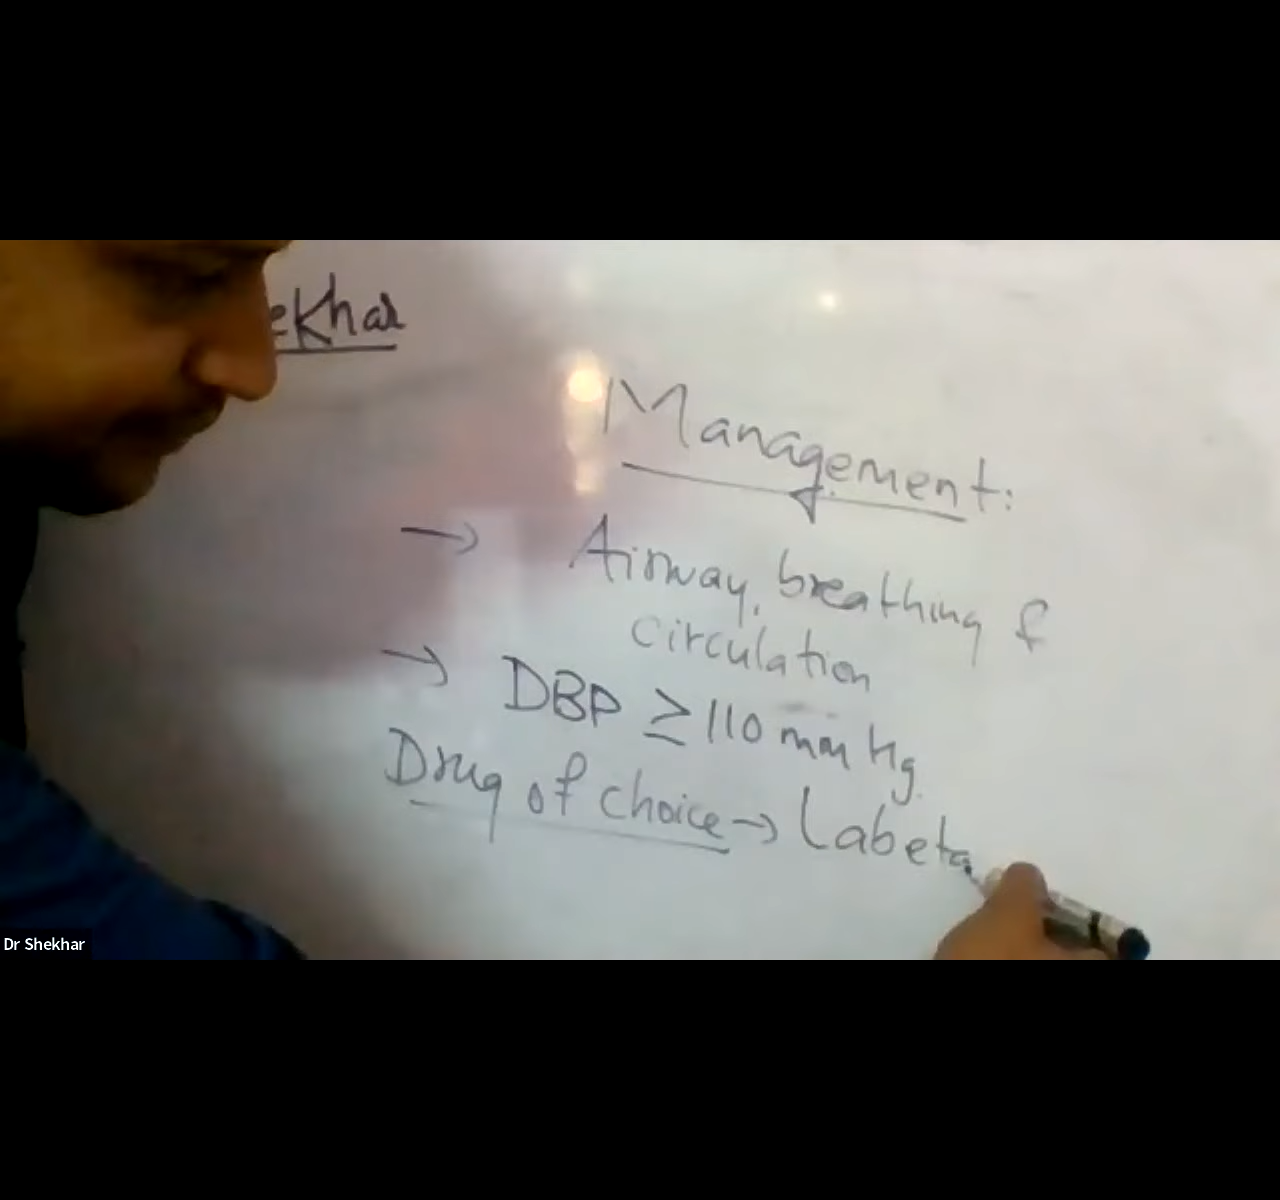 ekhar
Management:
→ Airway, breathing &
circulation
→ DBP ≥ 110 mm Hg.
Drug of choice → Labeta
Dr Shekhar